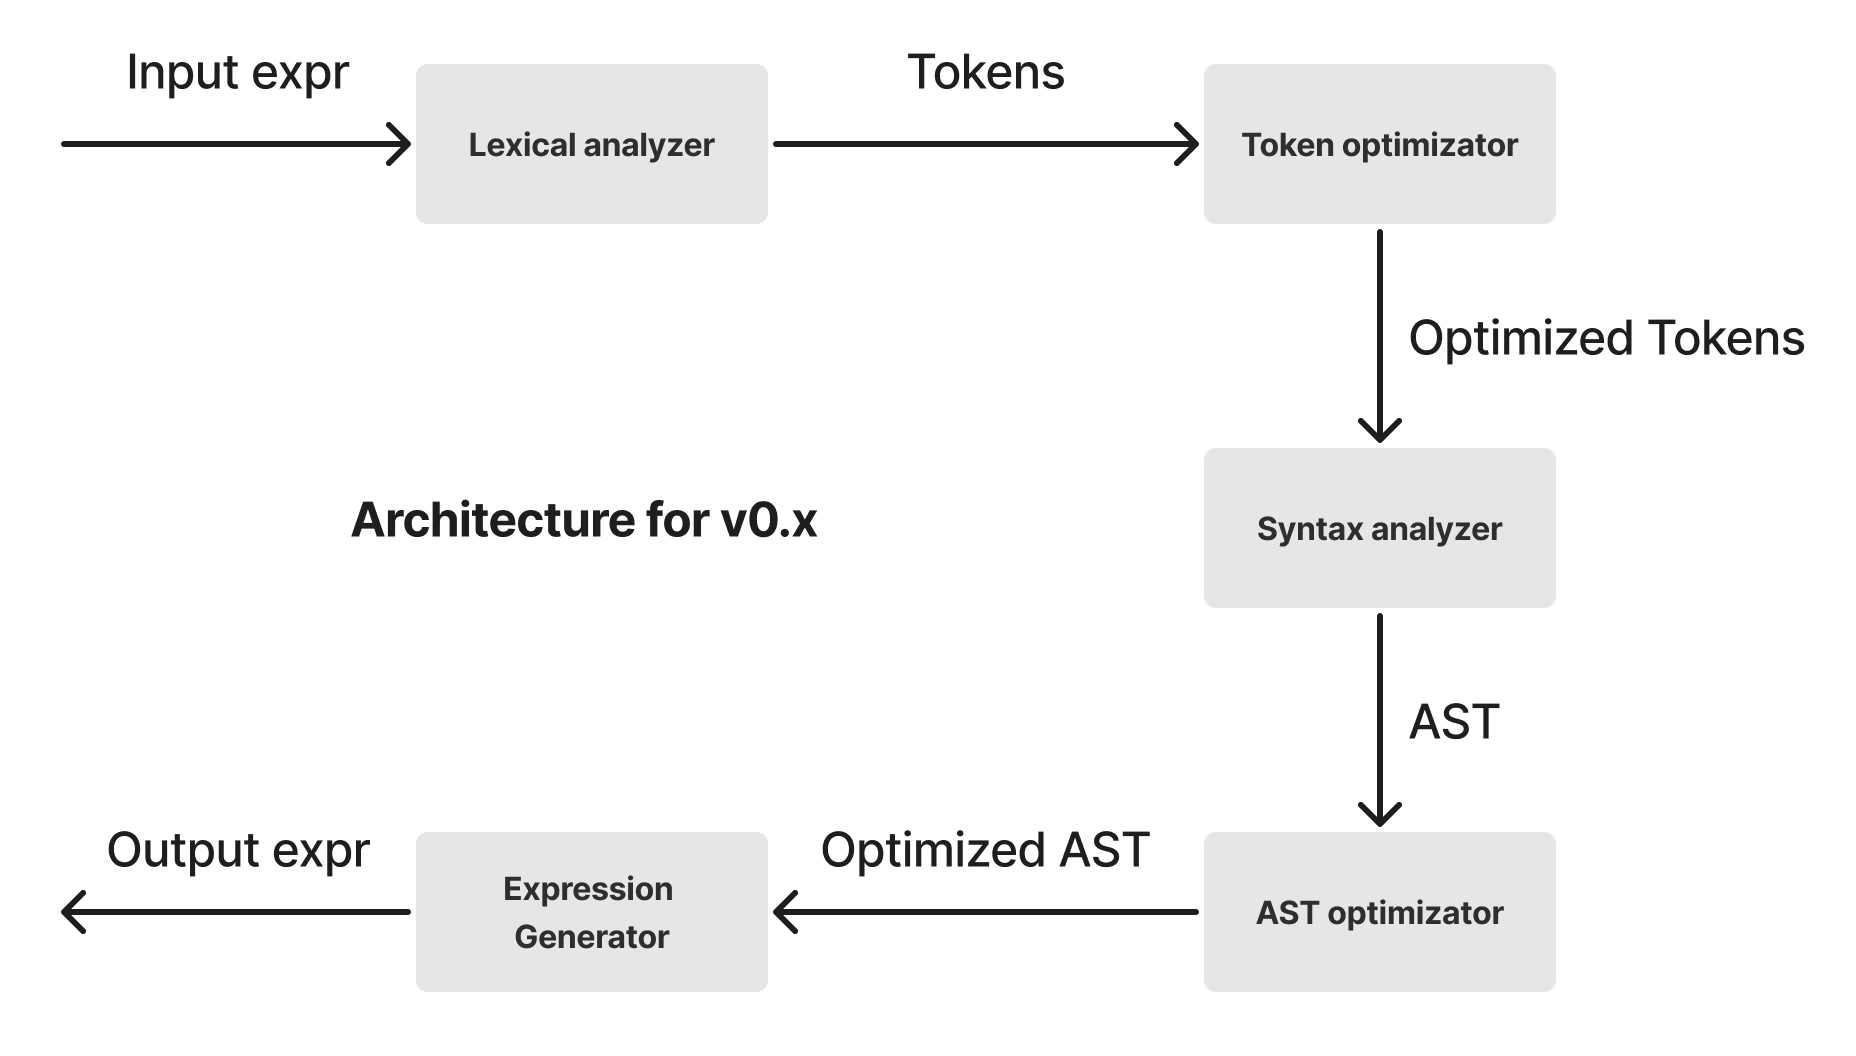 Input expr
Lexical analyzer
Tokens
Token optimizator
Optimized Tokens
Architecture for v0.x
Syntax analyzer
AST
Output expr
Expression
Generator
Optimized AST
AST optimizator